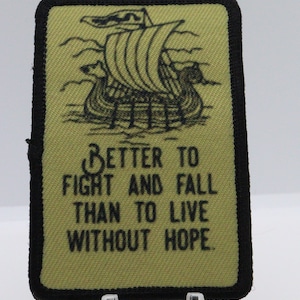 BETTER TO
FIGHT AND FALL
THAN TO LIVE
WITHOUT HOPE.